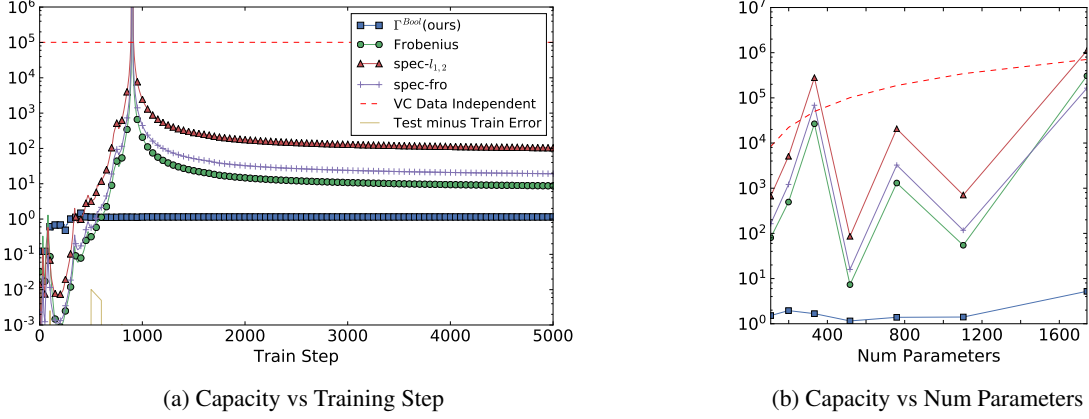 10^6
10^5
10^4
10^3
10^2
10^1
10^0
10^-1
10^-2
10^-3
0
1000
2000
3000
4000
5000
Train Step
Γ^Bool(ours)
Frobenius
spec-l_{1,2}
spec-fro
VC Data Independent
Test minus Train Error
(a) Capacity vs Training Step
10^7
10^6
10^5
10^4
10^3
10^2
10^1
10^0
400
800
1200
1600
Num Parameters
(b) Capacity vs Num Parameters